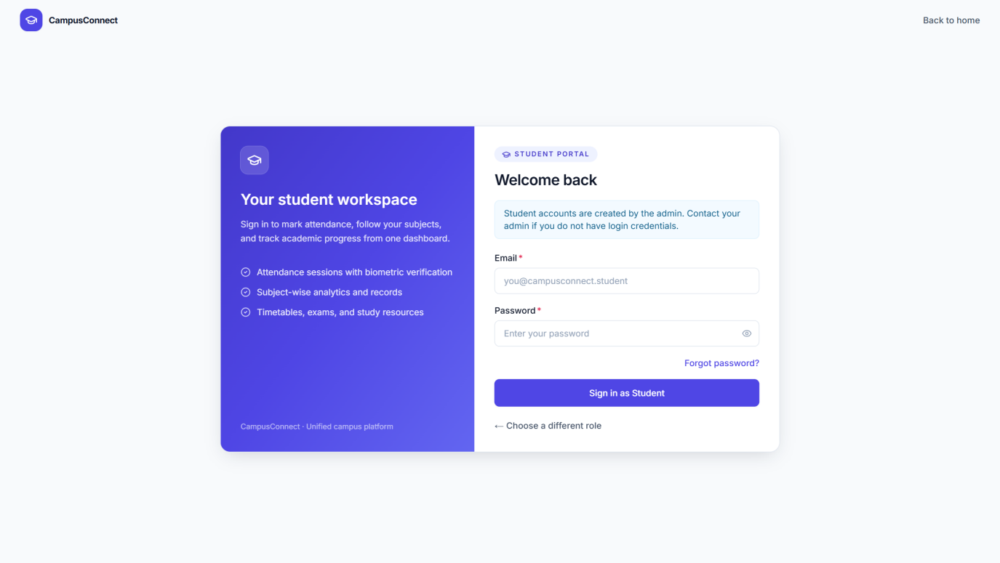 CampusConnect
Back to home
Your student workspace
Sign in to mark attendance, follow your subjects,
and track academic progress from one dashboard.
Attendance sessions with biometric verification
Subject-wise analytics and records
Timetables, exams, and study resources
CampusConnect · Unified campus platform
STUDENT PORTAL
Welcome back
Student accounts are created by the admin. Contact your
admin if you do not have login credentials.
Email *
you@campusconnect.student
Password *
Enter your password
Forgot password?
Sign in as Student
← Choose a different role